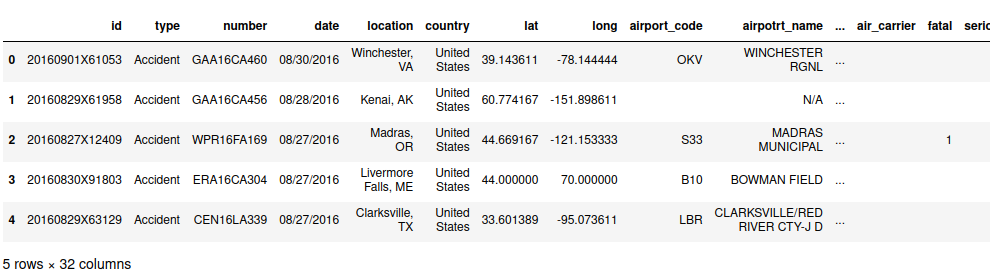 id type number date location country lat long airport_code airpotrt_name ... air_carrier fatal seric
0 20160901X61053 Accident GAA16CA460 08/30/2016 Winchester, VA United States 39.143611 -78.144444 OKV WINCHESTER RGNL ...
1 20160829X61958 Accident GAA16CA456 08/28/2016 Kenai, AK United States 60.774167 -151.898611 N/A ...
2 20160827X12409 Accident WPR16FA169 08/27/2016 Madras, OR United States 44.669167 -121.153333 S33 MADRAS MUNICIPAL ... 1
3 20160830X91803 Accident ERA16CA304 08/27/2016 Livermore Falls, ME United States 44.000000 70.000000 B10 BOWMAN FIELD ...
4 20160829X63129 Accident CEN16LA339 08/27/2016 Clarksville, TX United States 33.601389 -95.073611 LBR CLARKSVILLE/RED RIVER CTY-J D ...
5 rows × 32 columns